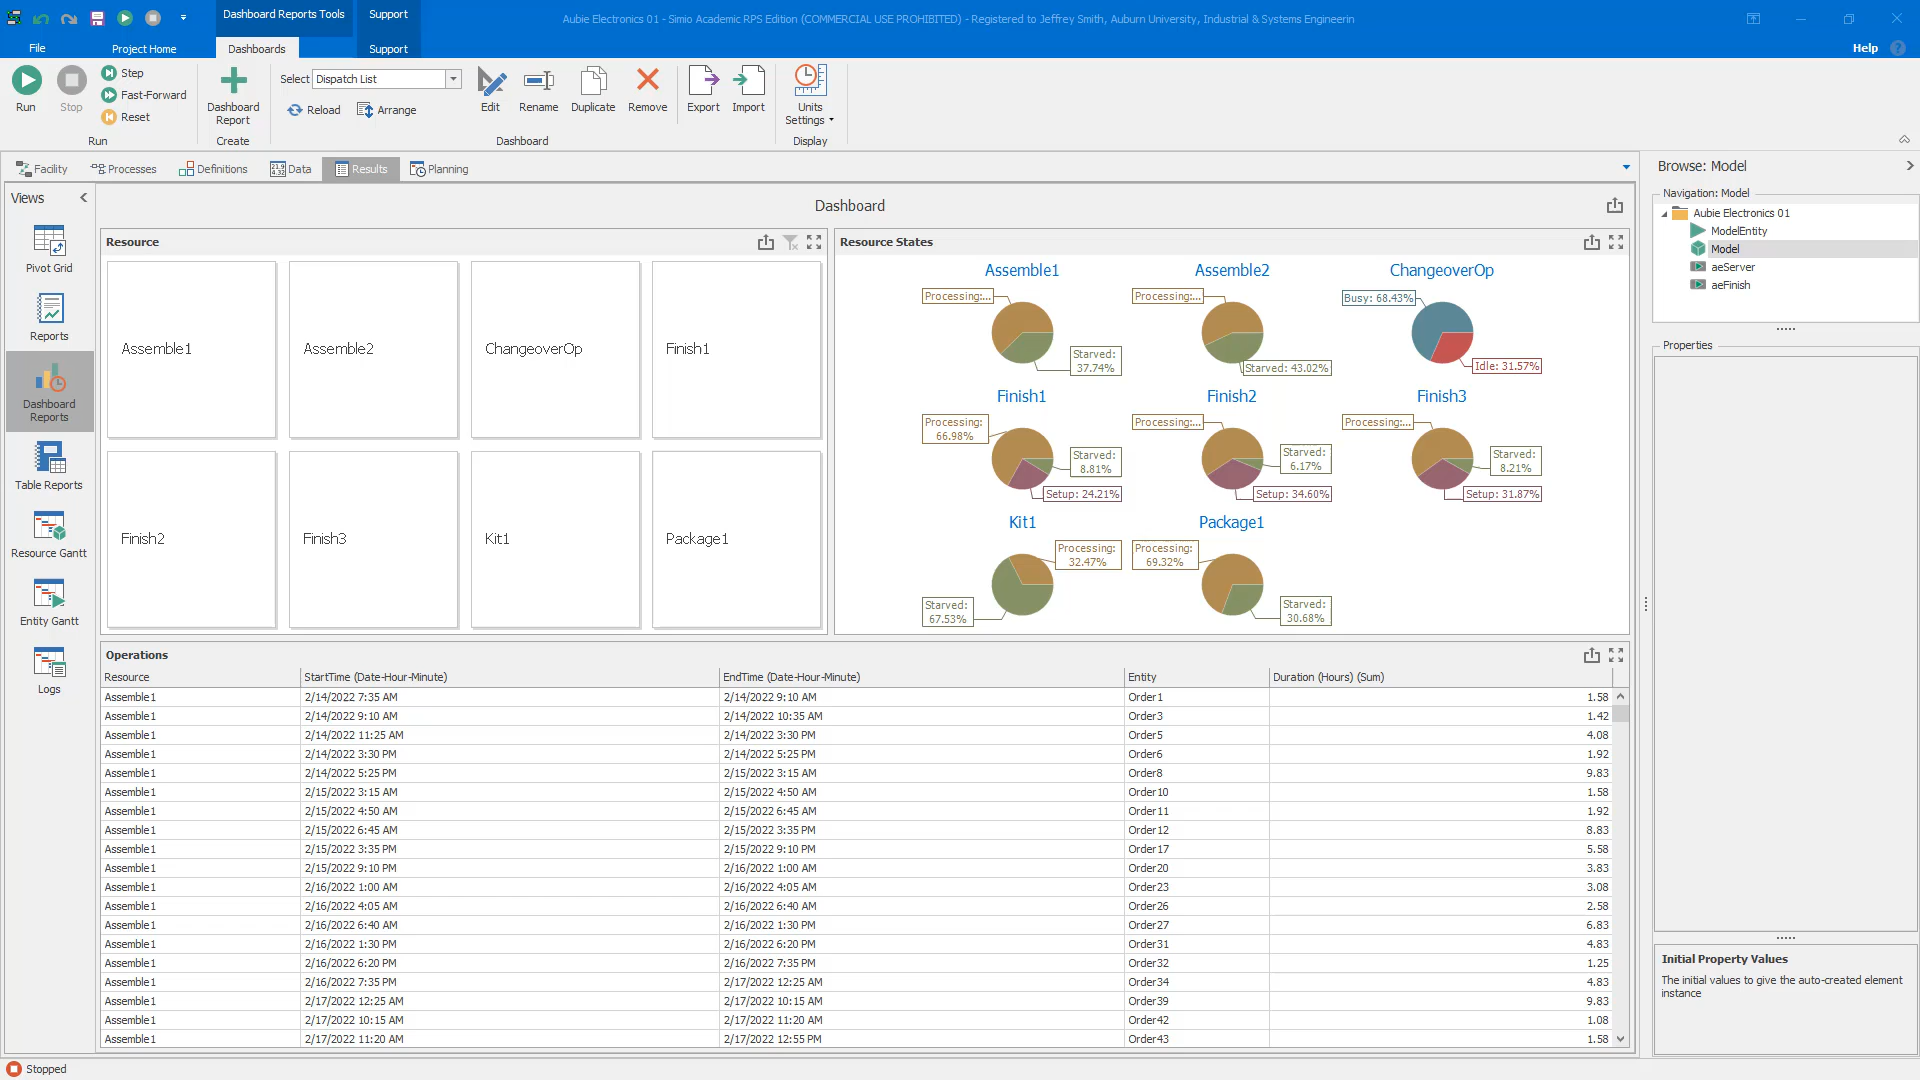 Dashboard Reports Tools
Support
Aubie Electronics 01 - Simio Academic RPS Edition (COMMERCIAL USE PROHIBITED) - Registered to Jeffrey Smith, Auburn University, Industrial & Systems Engineerin
File
Project Home
Dashboards
Support
Help
Run
Stop
Step
Fast-Forward
Reset
Run
Dashboard
Report
Create
Select
Dispatch List
Reload
Arrange
Edit
Rename
Duplicate
Remove
Export
Import
Dashboard
Units
Settings
Display
Facility
Processes
Definitions
Data
Results
Planning
Views
Pivot Grid
Reports
Dashboard
Reports
Table Reports
Resource Gantt
Entity Gantt
Logs
Dashboard
Resource
Assemble1
Assemble2
ChangeoverOp
Finish1
Finish2
Finish3
Kit1
Package1
Resource States
Assemble1
Processing:...
Starved:
37.74%
Assemble2
Processing:...
Starved: 43.02%
ChangeoverOp
Busy: 68.43%
Idle: 31.57%
Finish1
Processing:
66.98%
Starved:
8.81%
Setup: 24.21%
Finish2
Processing:...
Starved:
6.17%
Setup: 34.60%
Finish3
Processing:...
Starved:
8.21%
Setup: 31.87%
Kit1
Processing:
32.47%
Starved:
67.53%
Package1
Processing:
69.32%
Starved:
30.68%
Operations
Resource StartTime (Date-Hour-Minute) EndTime (Date-Hour-Minute) Entity Duration (Hours) (Sum)
Assemble1 2/14/2022 7:35 AM 2/14/2022 9:10 AM Order1 1.58
Assemble1 2/14/2022 9:10 AM 2/14/2022 10:35 AM Order3 1.42
Assemble1 2/14/2022 11:25 AM 2/14/2022 3:30 PM Order5 4.08
Assemble1 2/14/2022 3:30 PM 2/14/2022 5:25 PM Order6 1.92
Assemble1 2/14/2022 5:25 PM 2/15/2022 3:15 AM Order8 9.83
Assemble1 2/15/2022 3:15 AM 2/15/2022 4:50 AM Order10 1.58
Assemble1 2/15/2022 4:50 AM 2/15/2022 6:45 AM Order11 1.92
Assemble1 2/15/2022 6:45 AM 2/15/2022 3:35 PM Order12 8.83
Assemble1 2/15/2022 3:35 PM 2/15/2022 9:10 PM Order17 5.58
Assemble1 2/15/2022 9:10 PM 2/16/2022 1:00 AM Order20 3.83
Assemble1 2/16/2022 1:00 AM 2/16/2022 4:05 AM Order23 3.08
Assemble1 2/16/2022 4:05 AM 2/16/2022 6:40 AM Order26 2.58
Assemble1 2/16/2022 6:40 AM 2/16/2022 1:30 PM Order27 6.83
Assemble1 2/16/2022 1:30 PM 2/16/2022 6:20 PM Order31 4.83
Assemble1 2/16/2022 6:20 PM 2/16/2022 7:35 PM Order32 1.25
Assemble1 2/16/2022 7:35 PM 2/17/2022 12:25 AM Order34 4.83
Assemble1 2/17/2022 12:25 AM 2/17/2022 10:15 AM Order39 9.83
Assemble1 2/17/2022 10:15 AM 2/17/2022 11:20 AM Order42 1.08
Assemble1 2/17/2022 11:20 AM 2/17/2022 12:55 PM Order43 1.58
Browse: Model
Navigation: Model
Aubie Electronics 01
ModelEntity
Model
aeServer
aeFinish
Properties
Initial Property Values
The initial values to give the auto-created element
instance
Stopped